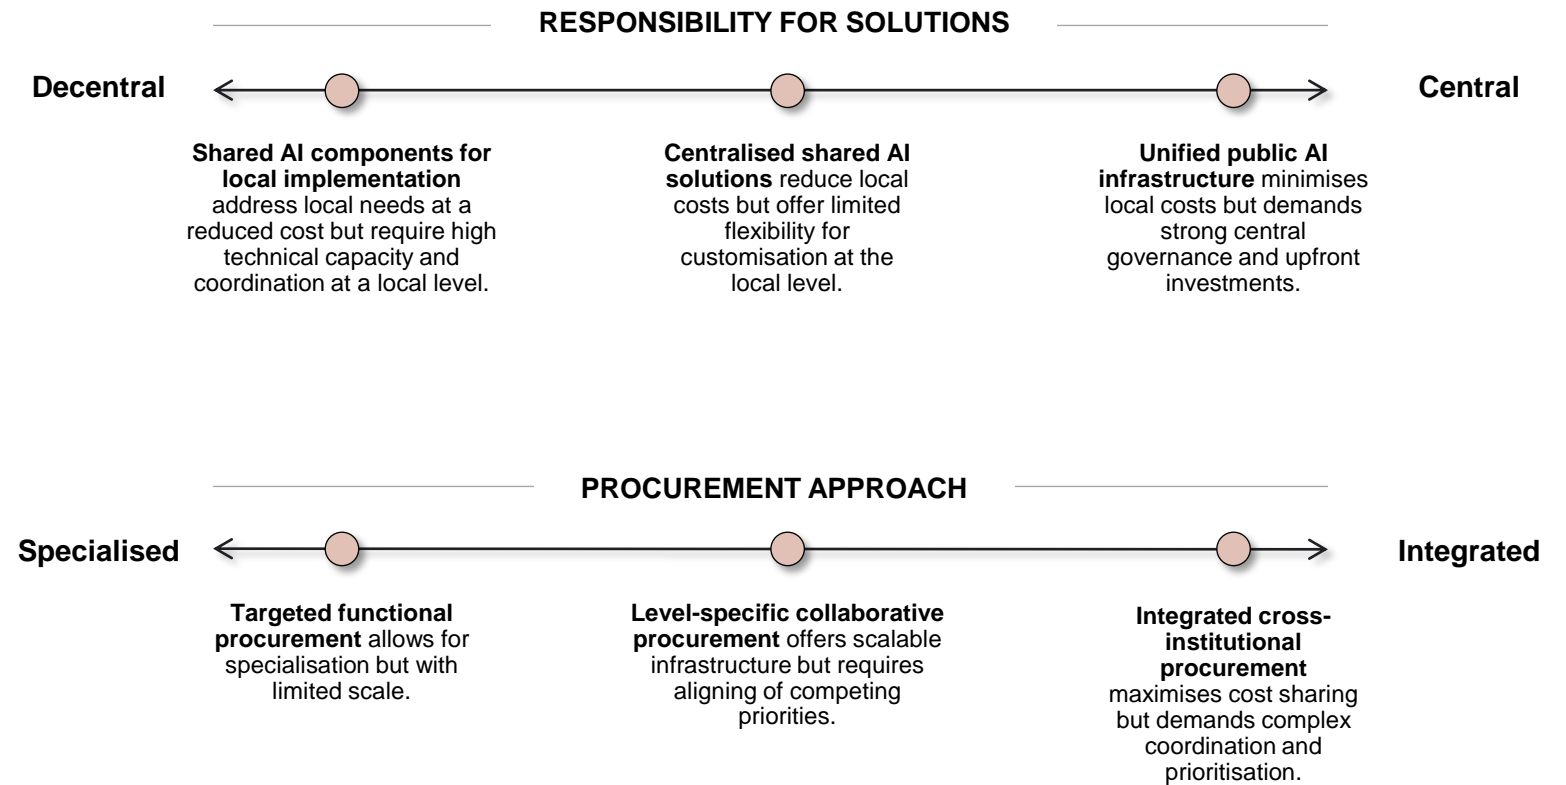 RESPONSIBILITY FOR SOLUTIONS
Decentral
Central
Shared AI components for
local implementation
address local needs at a
reduced cost but require high
technical capacity and
coordination at a local level.
Centralised shared AI
solutions reduce local
costs but offer limited
flexibility for
customisation at the
local level.
Unified public AI
infrastructure minimises
local costs but demands
strong central
governance and upfront
investments.
PROCUREMENT APPROACH
Specialised
Integrated
Targeted functional
procurement allows for
specialisation but with
limited scale.
Level-specific collaborative
procurement offers scalable
infrastructure but requires
aligning of competing
priorities.
Integrated cross-
institutional
procurement
maximises cost sharing
but demands complex
coordination and
prioritisation.